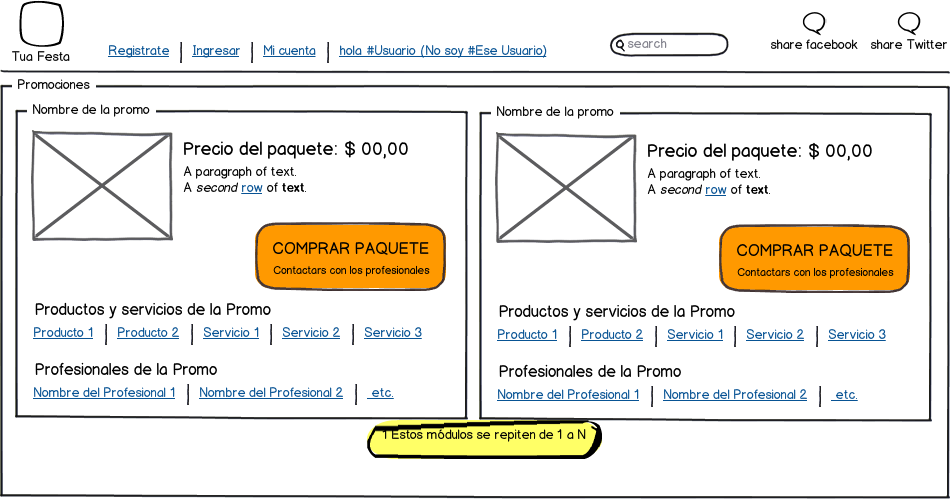 Tua Festa
Registrate | Ingresar | Mi cuenta | hola #Usuario (No soy #Ese Usuario)
search
share facebook
share Twitter
Promociones
Nombre de la promo
Precio del paquete: $ 00,00
A paragraph of text.
A second row of text.
COMPRAR PAQUETE
Contactars con los profesionales
Productos y servicios de la Promo
Producto 1 | Producto 2 | Servicio 1 | Servicio 2 | Servicio 3
Profesionales de la Promo
Nombre del Profesional 1 | Nombre del Profesional 2 | etc.
Nombre de la promo
Precio del paquete: $ 00,00
A paragraph of text.
A second row of text.
COMPRAR PAQUETE
Contactars con los profesionales
Productos y servicios de la Promo
Producto 1 | Producto 2 | Servicio 1 | Servicio 2 | Servicio 3
Profesionales de la Promo
Nombre del Profesional 1 | Nombre del Profesional 2 | etc.
1 Estos módulos se repiten de 1 a N